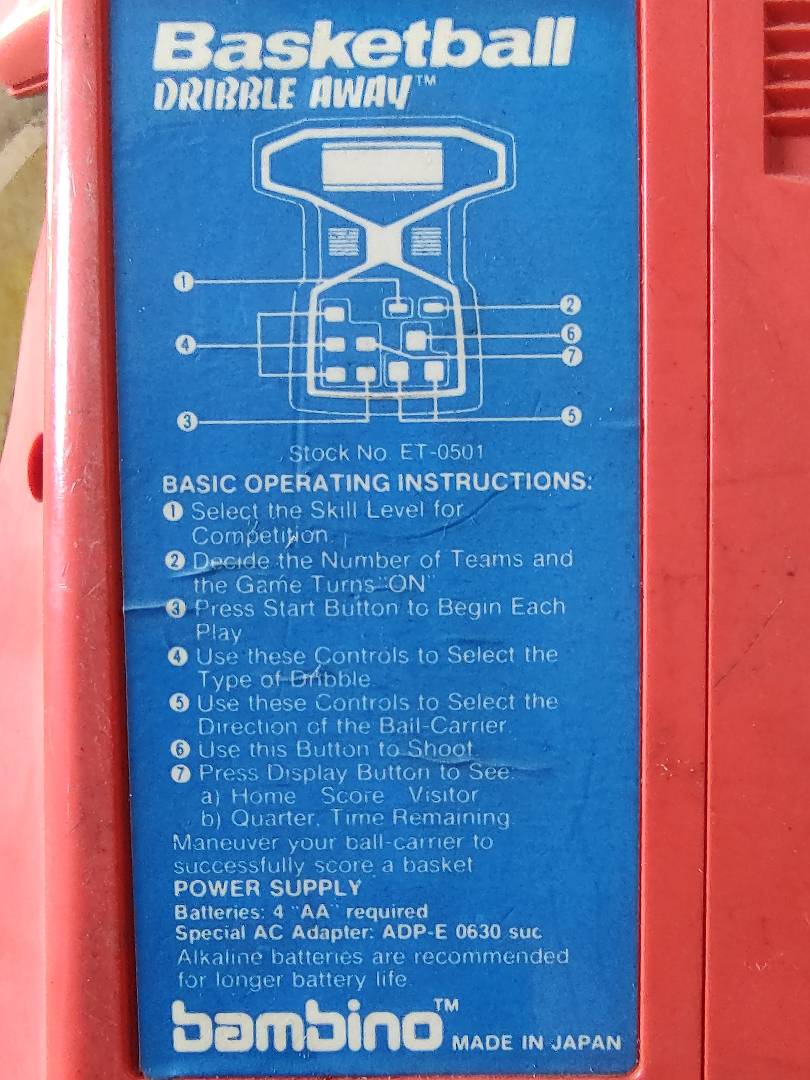 Basketball
DRIBBLE AWAY™
1
2
6
4
7
3
5
Stock No. ET-0501
BASIC OPERATING INSTRUCTIONS:
1 Select the Skill Level for
Competition.
2 Decide the Number of Teams and
the Game Turns "ON"
3 Press Start Button to Begin Each
Play
4 Use these Controls to Select the
Type of Dribble.
5 Use these Controls to Select the
Direction of the Ball-Carrier.
6 Use this Button to Shoot.
7 Press Display Button to See:
a) Home Score Visitor
b) Quarter, Time Remaining.
Maneuver your ball-carrier to
successfully score a basket
POWER SUPPLY
Batteries: 4 "AA" required
Special AC Adapter: ADP-E 0630 suc
Alkaline batteries are recommended
for longer battery life.
bambino™ MADE IN JAPAN